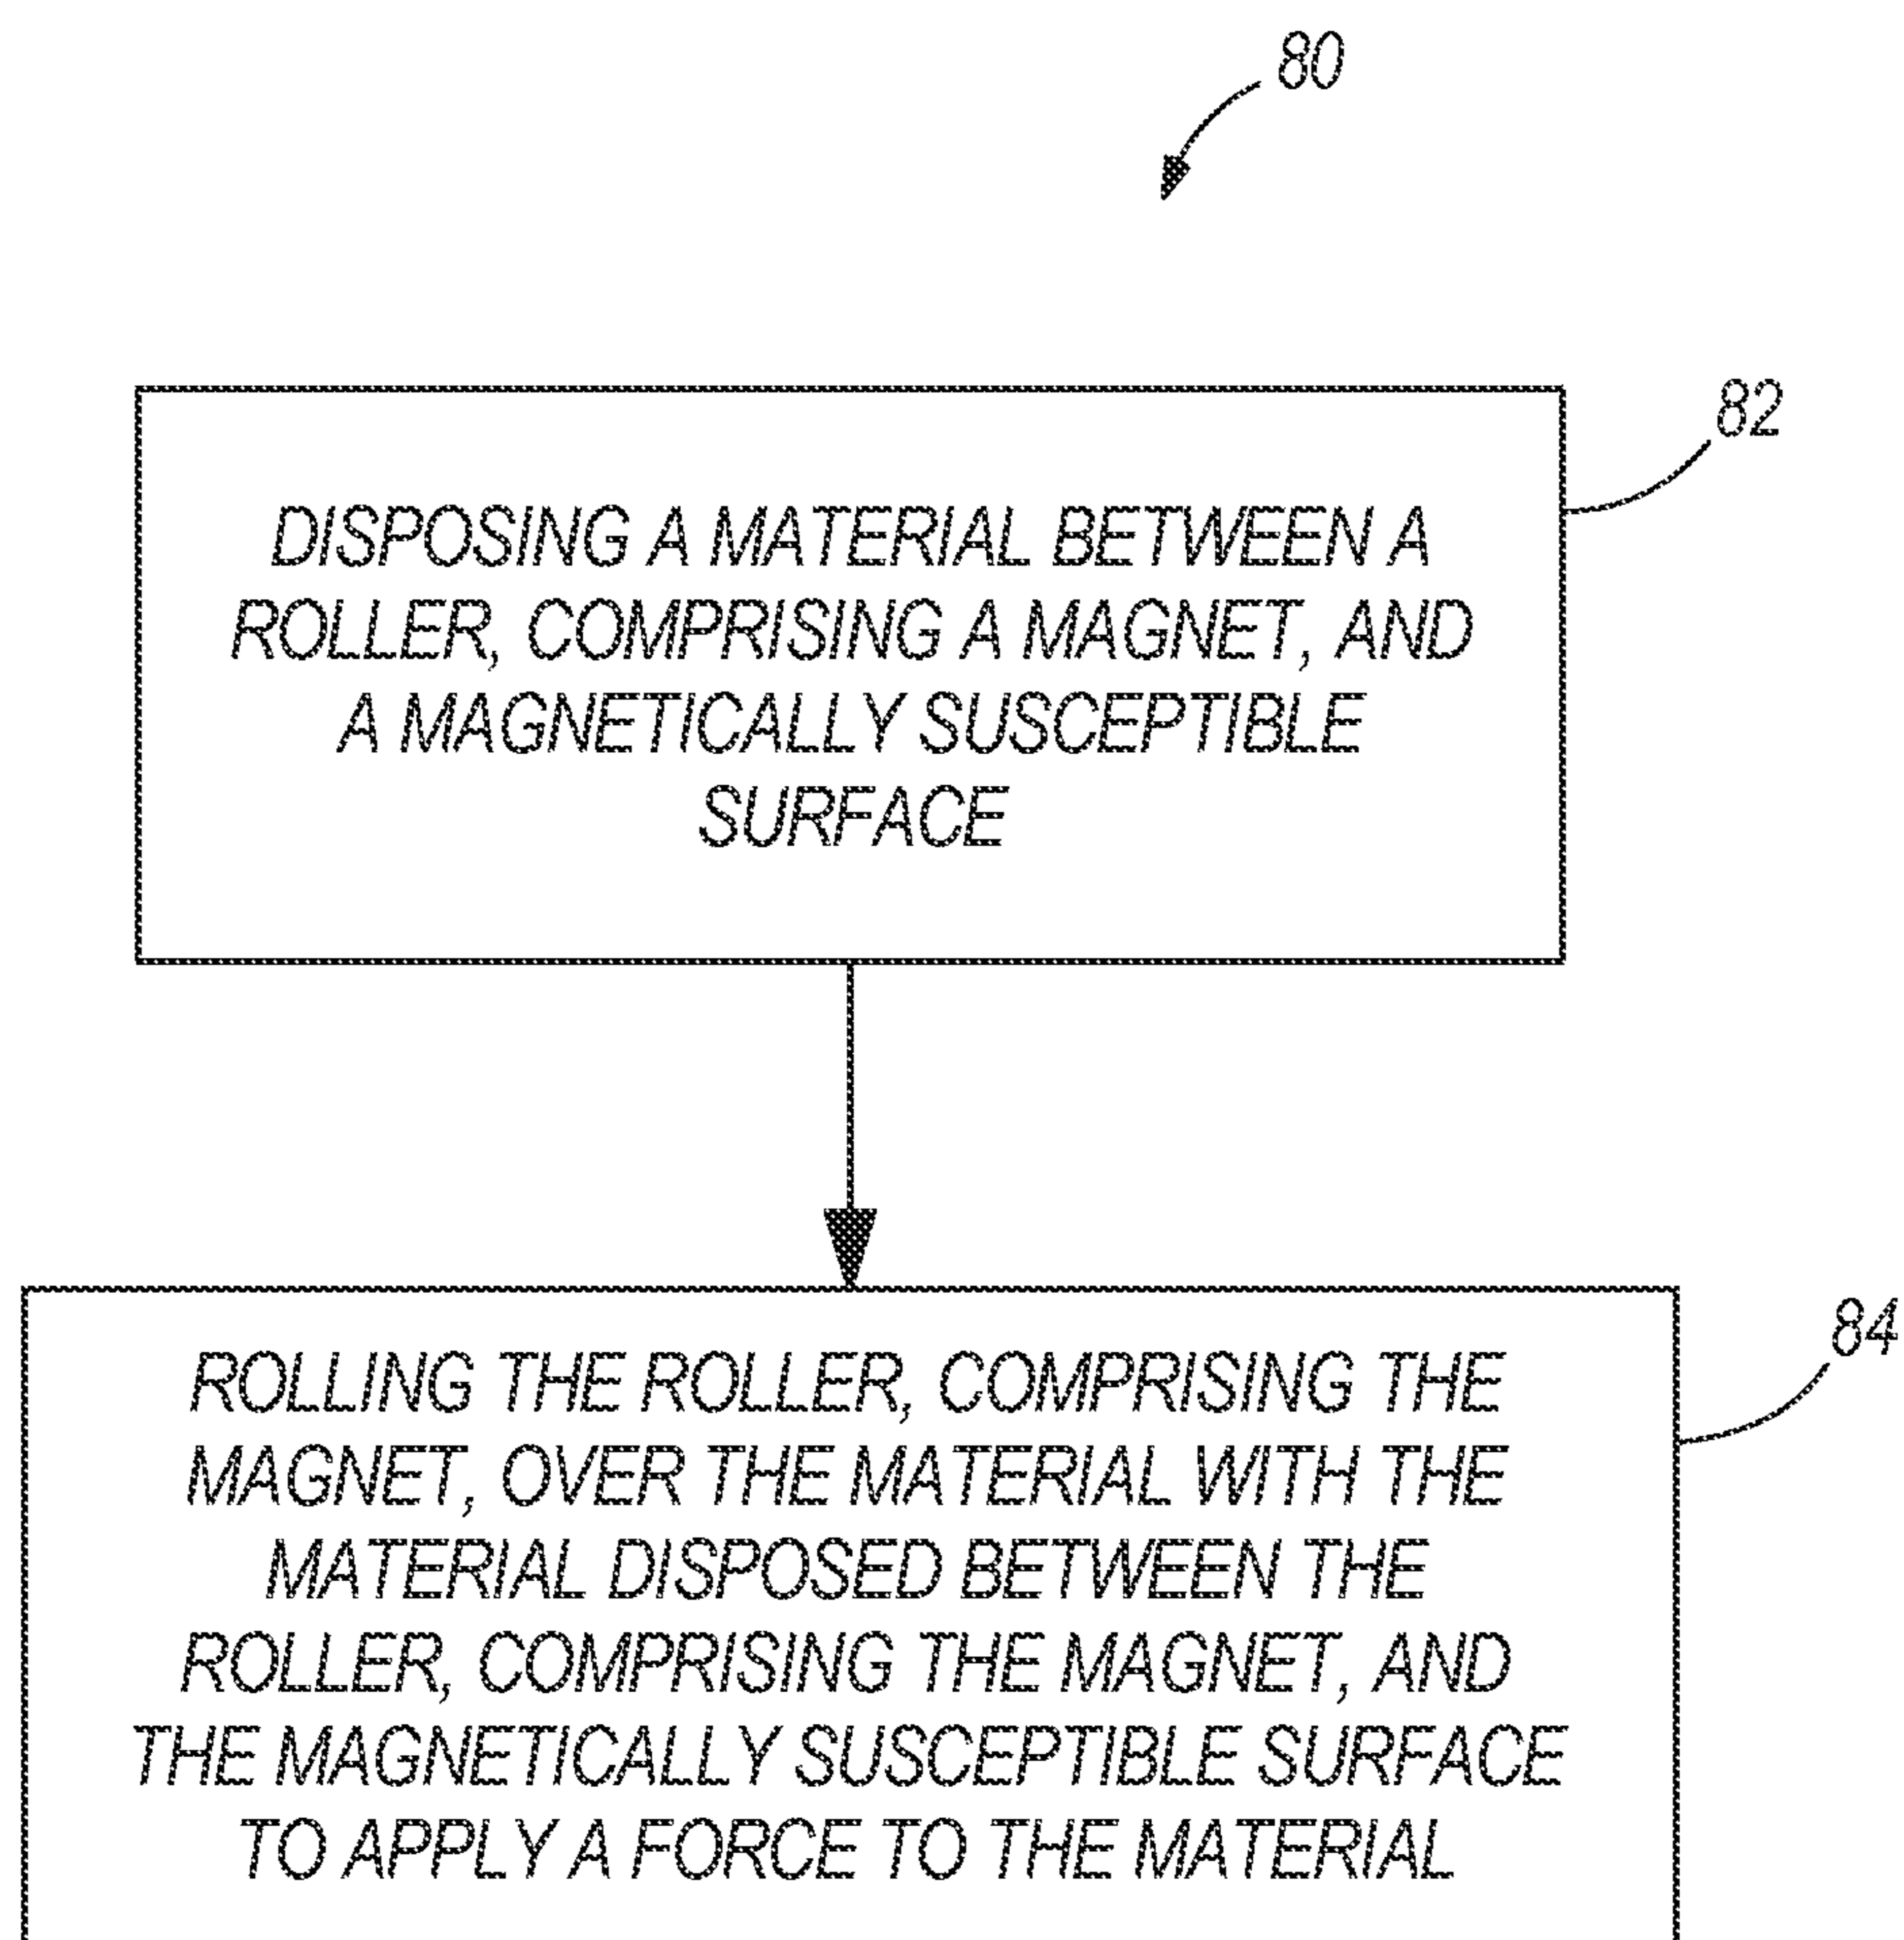 80
82
DISPOSING A MATERIAL BETWEEN A
ROLLER, COMPRISING A MAGNET, AND
A MAGNETICALLY SUSCEPTIBLE
SURFACE
84
ROLLING THE ROLLER, COMPRISING THE
MAGNET, OVER THE MATERIAL WITH THE
MATERIAL DISPOSED BETWEEN THE
ROLLER, COMPRISING THE MAGNET, AND
THE MAGNETICALLY SUSCEPTIBLE SURFACE
TO APPLY A FORCE TO THE MATERIAL